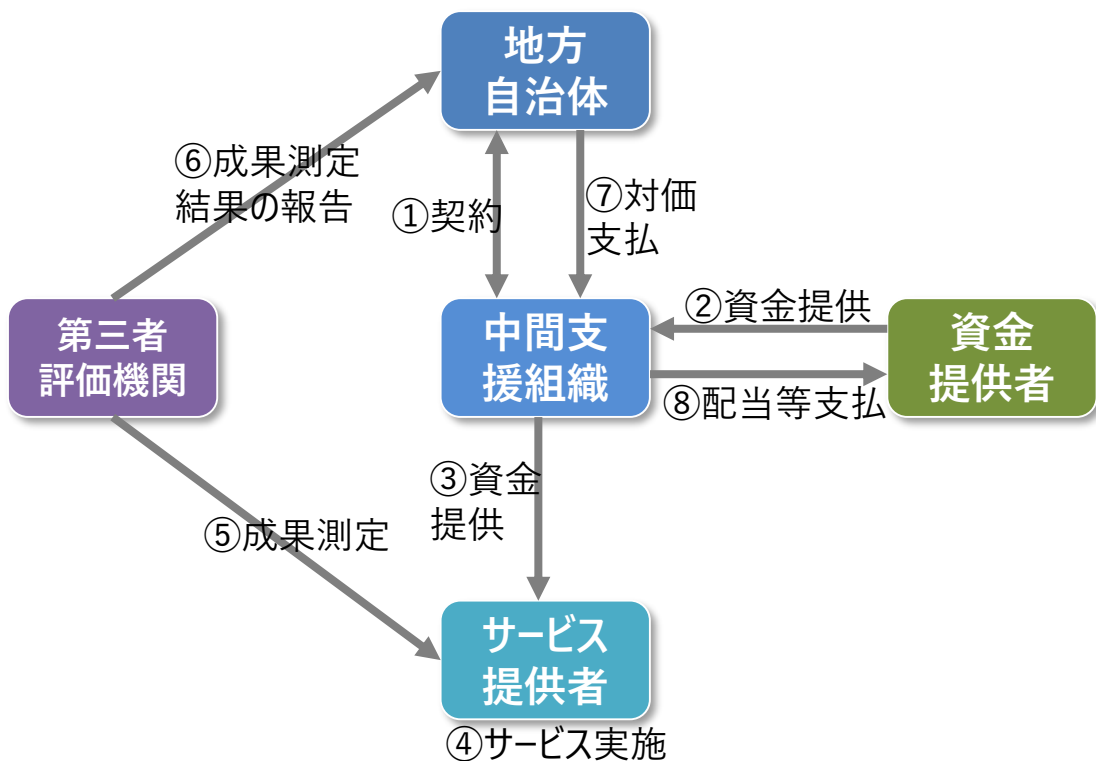 地方
自治体
⑥成果測定
結果の報告
①契約
⑦対価
支払
第三者
評価機関
中間支
援組織
②資金提供
⑧配当等支払
資金
提供者
③資金
提供
⑤成果測定
サービス
提供者
④サービス実施